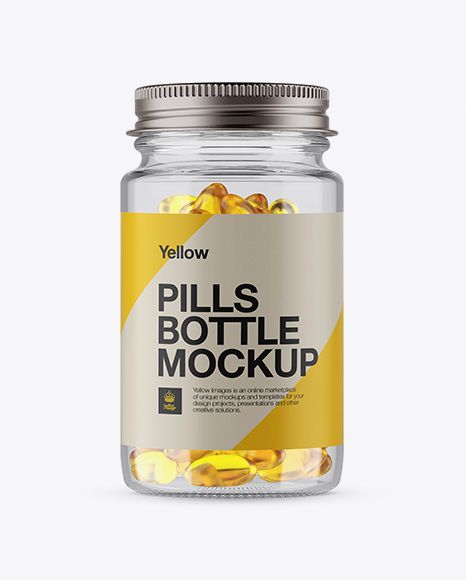 Yellow
PILLS
BOTTLE
MOCKUP
Yellow Images is an online marketplace
of unique mockups and templates for your
design projects, presentations and other
creative solutions.